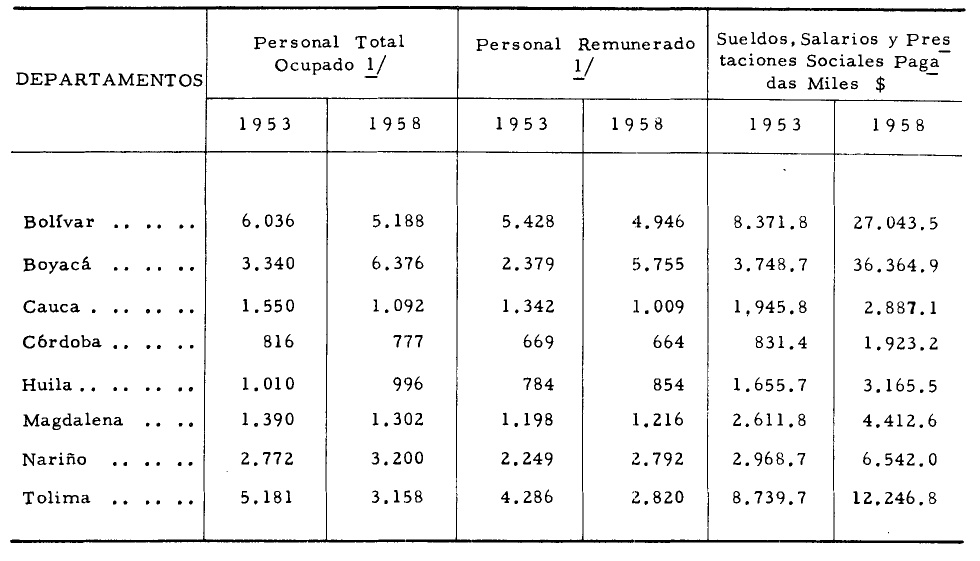 DEPARTAMENTOS Personal Total Ocupado 1/ Personal Remunerado 1/ Sueldos, Salarios y Pres
taciones Sociales Paga
das Miles $
1953 1958 1953 1958 1953 1958
Bolívar .. .. .. 6.036 5.188 5.428 4.946 8.371.8 27.043.5
Boyacá .. .. .. 3.340 6.376 2.379 5.755 3.748.7 36.364.9
Cauca . .. .. .. 1.550 1.092 1.342 1.009 1,945.8 2.887.1
Córdoba .. .. .. 816 777 669 664 831.4 1.923.2
Huila .. .. .. .. 1.010 996 784 854 1.655.7 3.165.5
Magdalena .. .. 1.390 1.302 1.198 1.216 2.611.8 4.412.6
Nariño .. .. .. 2.772 3.200 2.249 2.792 2.968.7 6.542.0
Tolima .. .. .. 5.181 3.158 4.286 2.820 8.739.7 12.246.8